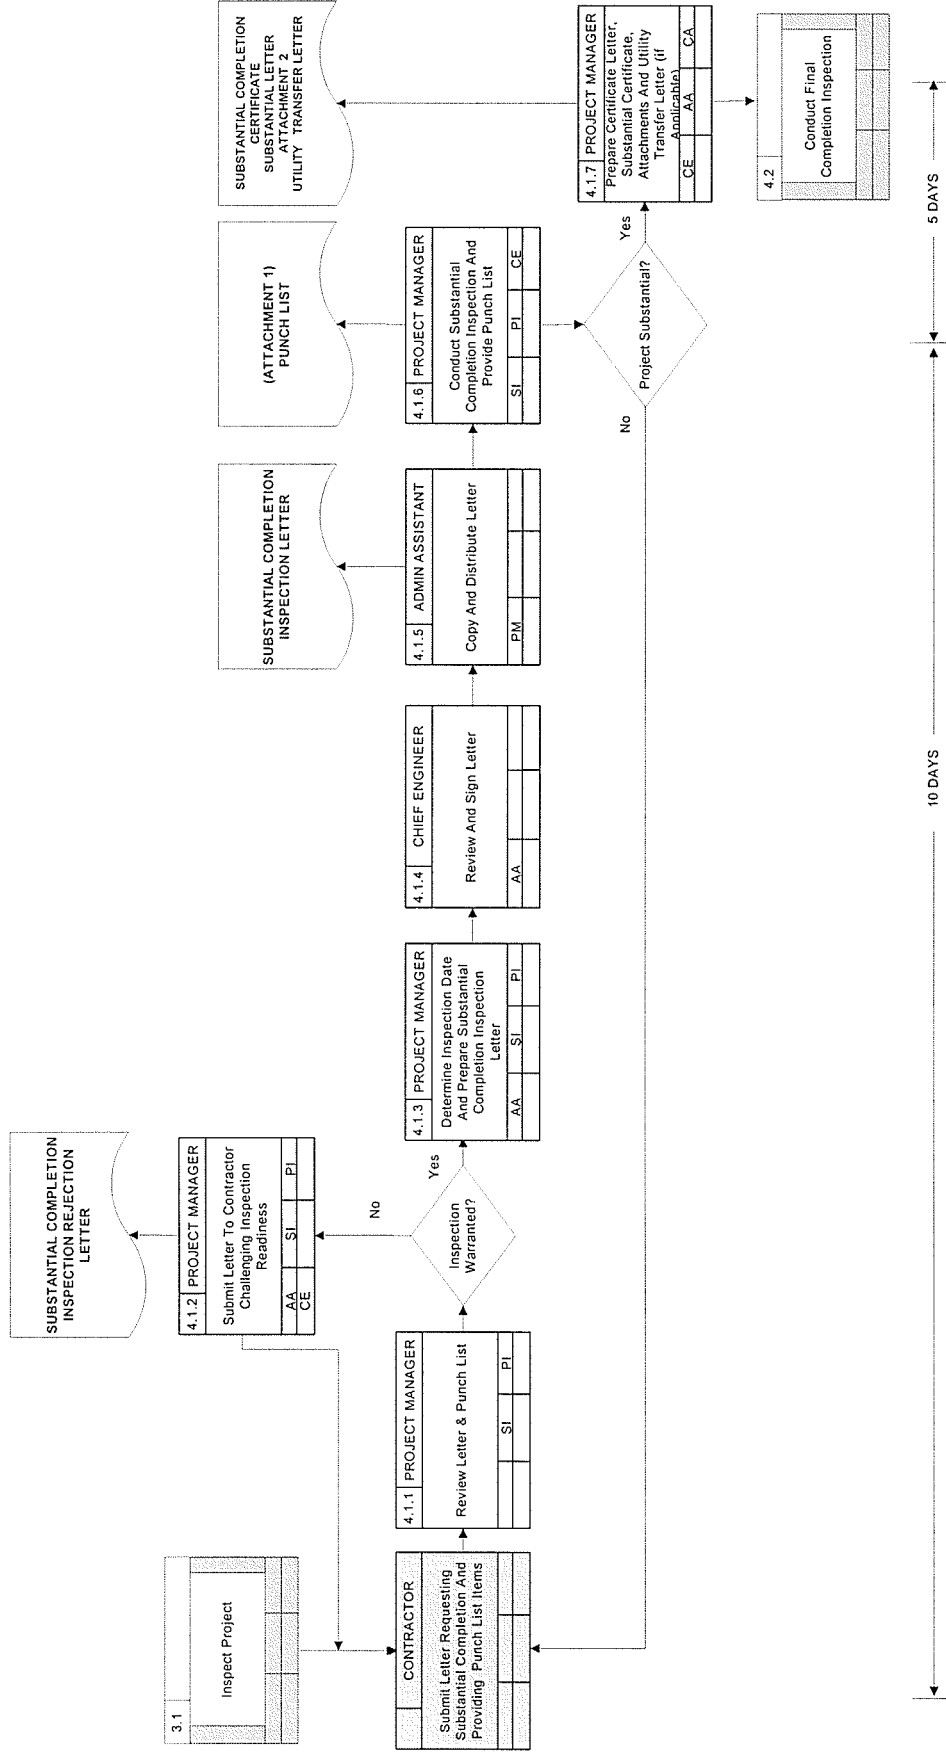 3.1
Inspect Project
CONTRACTOR
Submit Letter Requesting
Substantial Completion And
Providing Punch List Items
4.1.1 PROJECT MANAGER
Review Letter & Punch List
SI PI
Inspection
Warranted?
No
Yes
SUBSTANTIAL COMPLETION
INSPECTION REJECTION
LETTER
4.1.2 PROJECT MANAGER
Submit Letter To Contractor
Challenging Inspection
Readiness
AA SI PI
CE
4.1.3 PROJECT MANAGER
Determine Inspection Date
And Prepare Substantial
Completion Inspection
Letter
AA SI PI
4.1.4 CHIEF ENGINEER
Review And Sign Letter
AA
SUBSTANTIAL COMPLETION
INSPECTION LETTER
4.1.5 ADMIN ASSISTANT
Copy And Distribute Letter
PM
(ATTACHMENT 1)
PUNCH LIST
4.1.6 PROJECT MANAGER
Conduct Substantial
Completion Inspection And
Provide Punch List
SI PI CE
Project Substantial?
No
Yes
SUBSTANTIAL COMPLETION
CERTIFICATE
SUBSTANTIAL LETTER
ATTACHMENT 2
UTILITY TRANSFER LETTER
4.1.7 PROJECT MANAGER
Prepare Certificate Letter,
Substantial Certificate,
Attachments And Utility
Transfer Letter (if
Applicable)
CE AA CA
4.2
Conduct Final
Completion Inspection
10 DAYS
5 DAYS